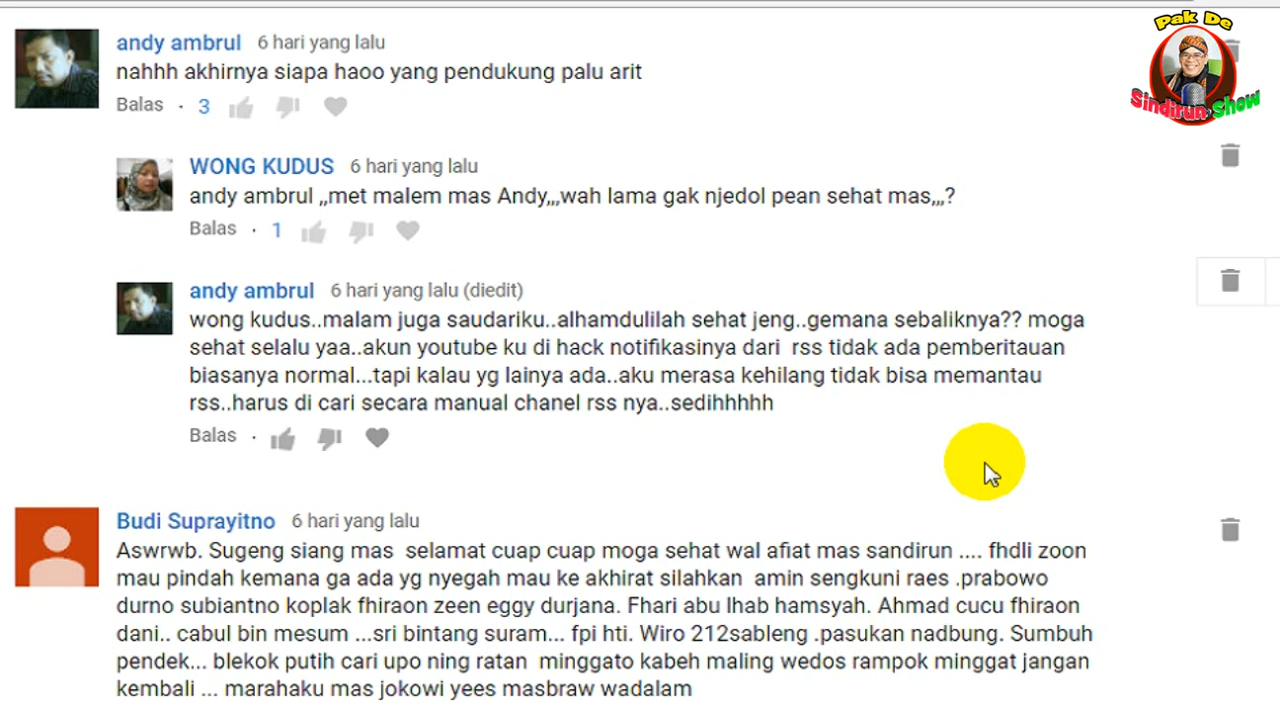 Pak De
Sindirun Show
andy ambrul 6 hari yang lalu
nahhh akhirnya siapa haoo yang pendukung palu arit
Balas · 3
WONG KUDUS 6 hari yang lalu
andy ambrul ,,met malem mas Andy,,,wah lama gak njedol pean sehat mas,,,?
Balas · 1
andy ambrul 6 hari yang lalu (diedit)
wong kudus..malam juga saudariku..alhamdulilah sehat jeng..gemana sebaliknya?? moga
sehat selalu yaa..akun youtube ku di hack notifikasinya dari rss tidak ada pemberitauan
biasanya normal...tapi kalau yg lainya ada..aku merasa kehilang tidak bisa memantau
rss..harus di cari secara manual chanel rss nya..sedihhhhh
Balas ·
Budi Suprayitno 6 hari yang lalu
Aswrwb. Sugeng siang mas selamat cuap cuap moga sehat wal afiat mas sandirun .... fhdli zoon
mau pindah kemana ga ada yg nyegah mau ke akhirat silahkan amin sengkuni raes .prabowo
durno subiantno koplak fhiraon zeen eggy durjana. Fhari abu lhab hamsyah. Ahmad cucu fhiraon
dani.. cabul bin mesum ...sri bintang suram... fpi hti. Wiro 212sableng .pasukan nadbung. Sumbuh
pendek... blekok putih cari upo ning ratan minggato kabeh maling wedos rampok minggat jangan
kembali ... marahaku mas jokowi yees masbraw wadalam